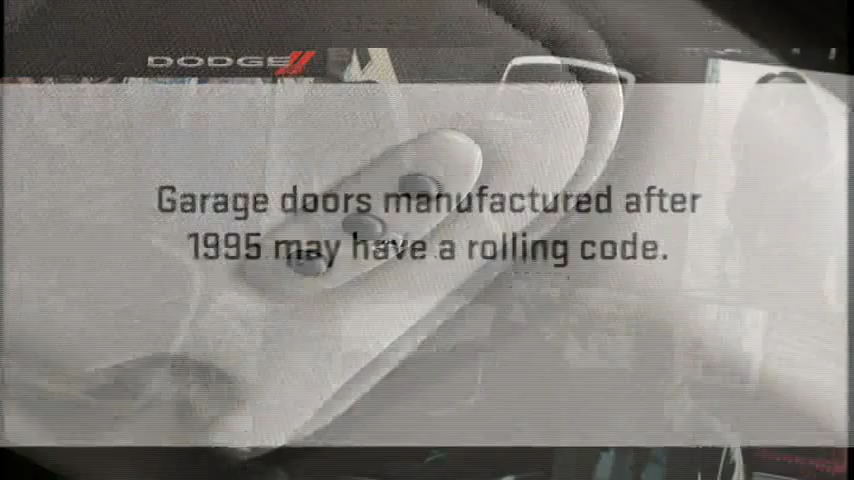 DODGE
Garage doors manufactured after
1995 may have a rolling code.